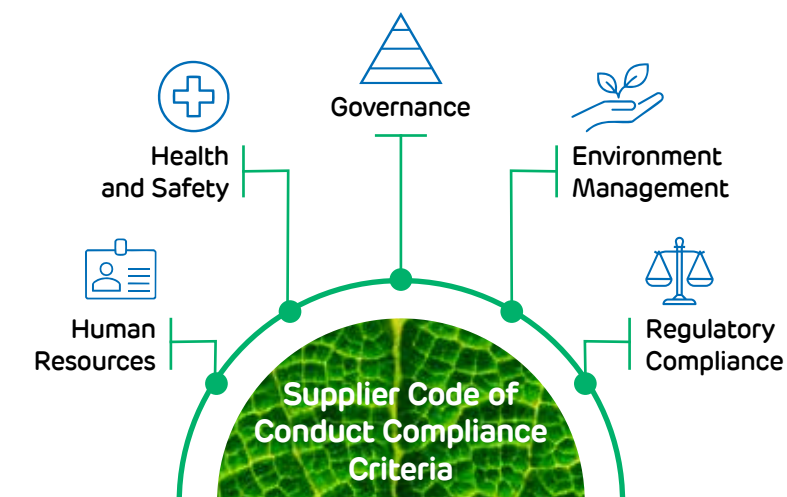 Governance
Health
and Safety
Environment
Management
Human
Resources
Regulatory
Compliance
Supplier Code of
Conduct Compliance
Criteria